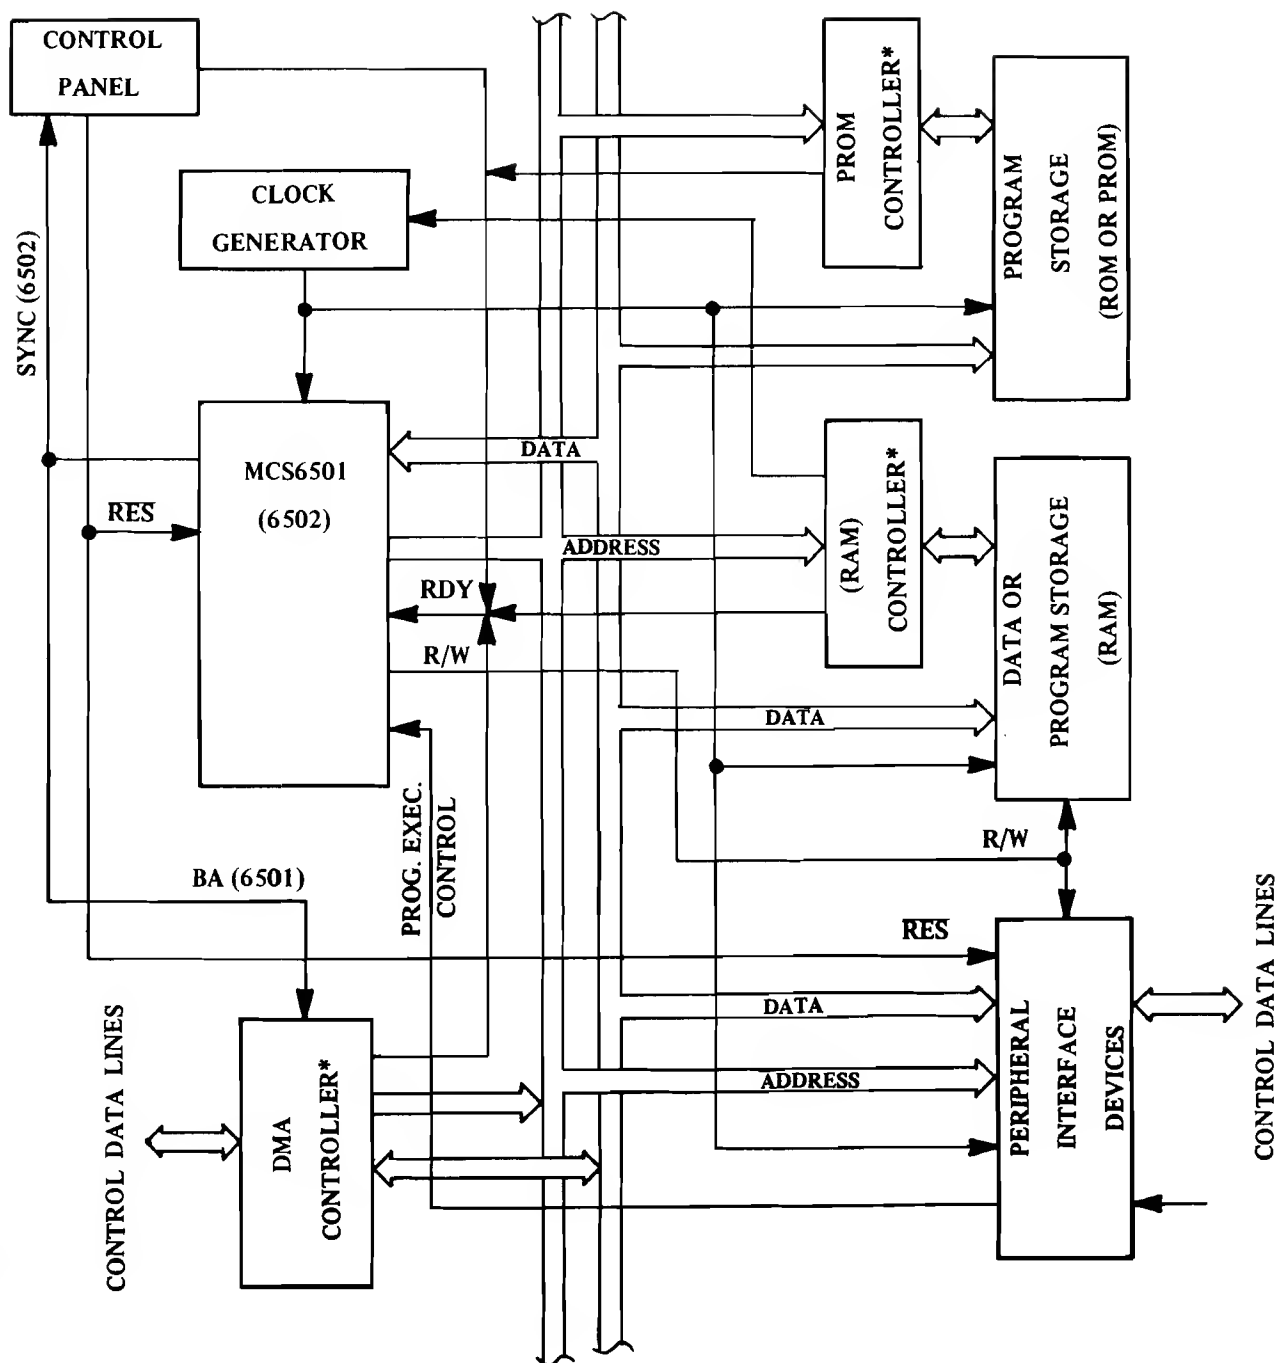 CONTROL
PANEL
CLOCK
GENERATOR
SYNC (6502)
MCS6501
(6502)
RES
DATA
ADDRESS
RDY
R/W
PROG. EXEC.
CONTROL
BA (6501)
DMA
CONTROLLER*
CONTROL DATA LINES
PROM
CONTROLLER*
PROGRAM
STORAGE
(ROM OR PROM)
(RAM)
CONTROLLER*
DATA OR
PROGRAM STORAGE
(RAM)
DATA
R/W
RES
DATA
ADDRESS
PERIPHERAL
INTERFACE
DEVICES
CONTROL DATA LINES